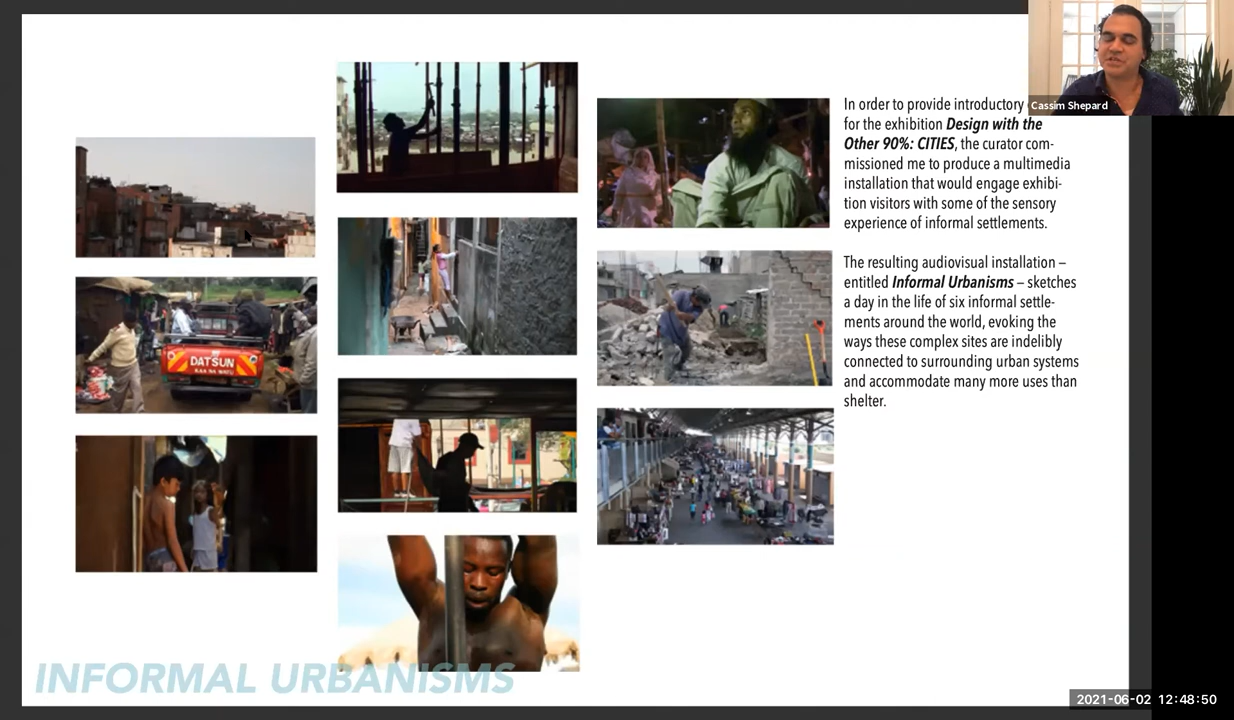 Cassim Shepard
In order to provide introductory
for the exhibition Design with the
Other 90%: CITIES, the curator com-
missioned me to produce a multimedia
installation that would engage exhibi-
tion visitors with some of the sensory
experience of informal settlements.
The resulting audiovisual installation –
entitled Informal Urbanisms – sketches
a day in the life of six informal settle-
ments around the world, evoking the
ways these complex sites are indelibly
connected to surrounding urban systems
and accommodate many more uses than
shelter.
DATSUN
KAA NA WATU
INFORMAL URBANISMS
2021-06-02 12:48:50